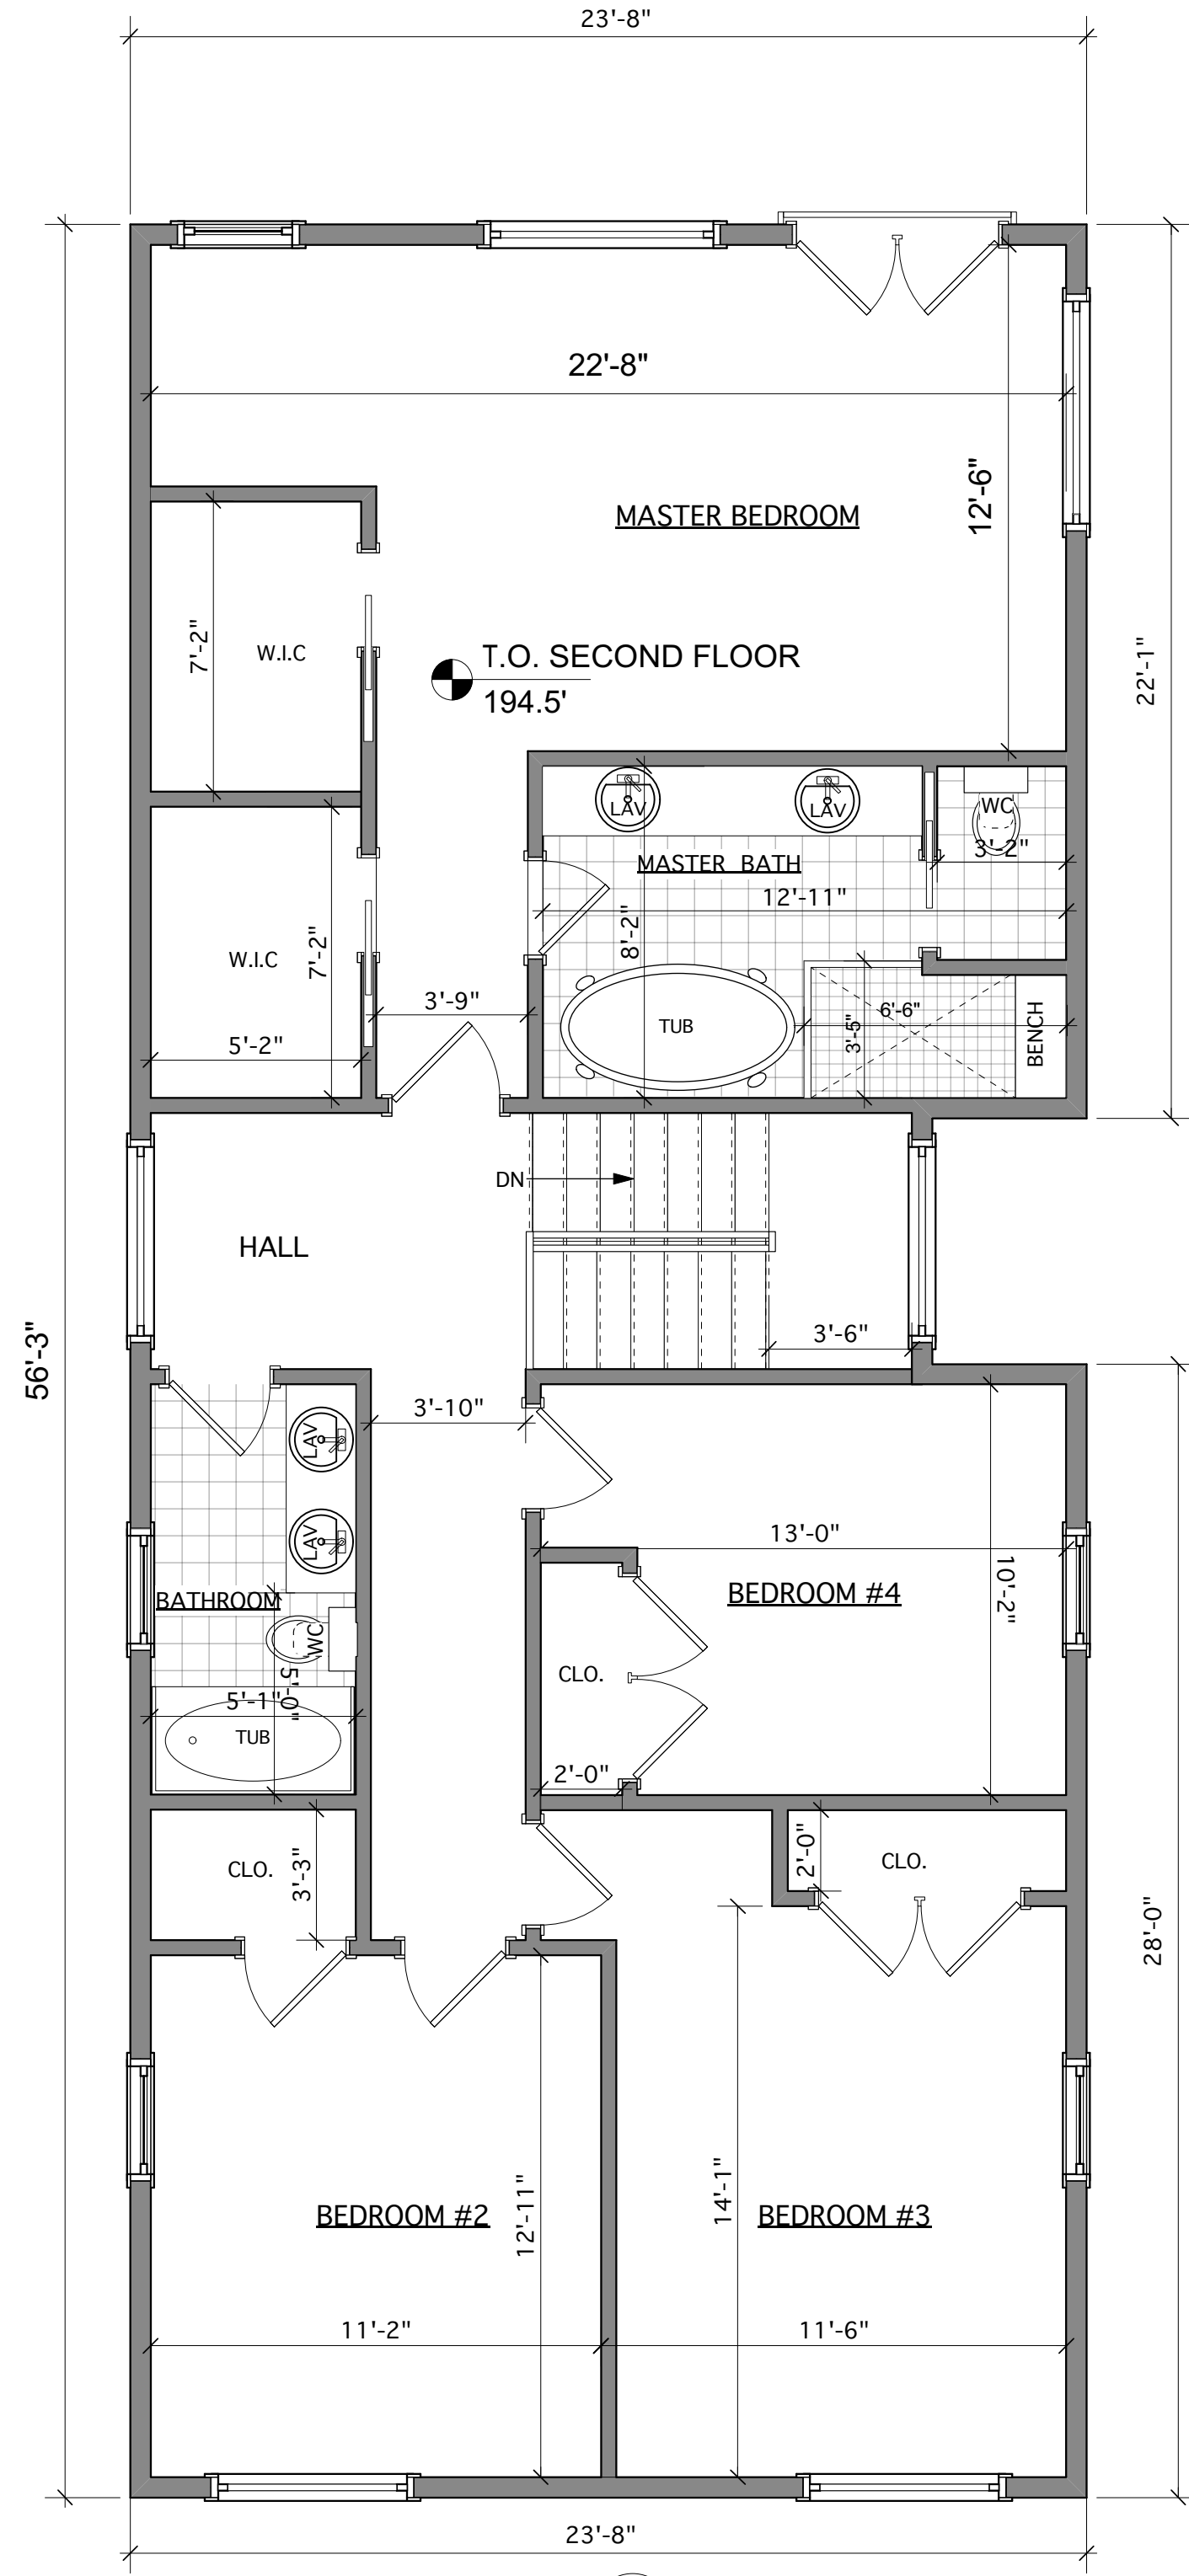 23'-8"
22'-8"
12'-6"
MASTER BEDROOM
7'-2"
W.I.C
T.O. SECOND FLOOR
194.5'
22'-1"
LAV
LAV
WC
3'-2"
MASTER BATH
12'-11"
8'-2"
W.I.C
7'-2"
3'-9"
5'-2"
TUB
3'-5"
6'-6"
BENCH
DN
HALL
3'-6"
56'-3"
3'-10"
LAV
LAV
13'-0"
10'-2"
BEDROOM #4
BATHROOM
WC
5'-0"
5'-1"
TUB
CLO.
2'-0"
CLO.
3'-3"
2'-0"
CLO.
28'-0"
BEDROOM #2
12'-11"
14'-1"
BEDROOM #3
11'-2"
11'-6"
23'-8"